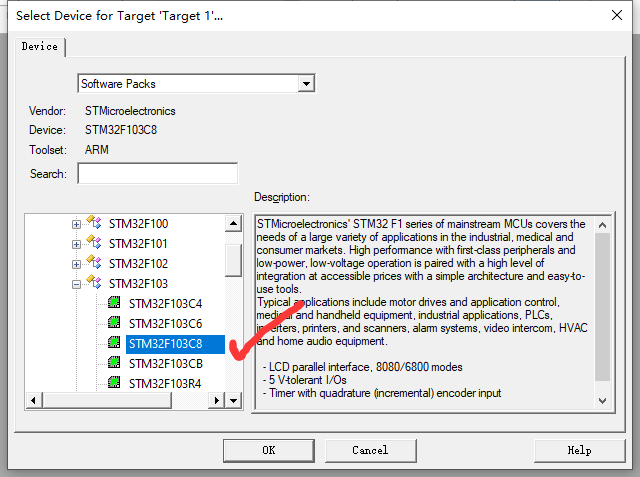 Select Device for Target 'Target 1'...
Device
Software Packs
Vendor: STMicroelectronics
Device: STM32F103C8
Toolset: ARM
Search:
Description:
STM32F100
STM32F101
STM32F102
STM32F103
STM32F103C4
STM32F103C6
STM32F103C8
STM32F103CB
STM32F103R4
STMicroelectronics' STM32 F1 series of mainstream MCUs covers the
needs of a large variety of applications in the industrial, medical and
consumer markets. High performance with first-class peripherals and
low-power, low-voltage operation is paired with a high level of
integration at accessible prices with a simple architecture and easy-to-
use tools.
Typical applications include motor drives and application control,
medical and handheld equipment, industrial applications, PLCs,
inverters, printers, and scanners, alarm systems, video intercom, HVAC
and home audio equipment.
- LCD parallel interface, 8080/6800 modes
- 5 V-tolerant I/Os
- Timer with quadrature (incremental) encoder input
OK
Cancel
Help